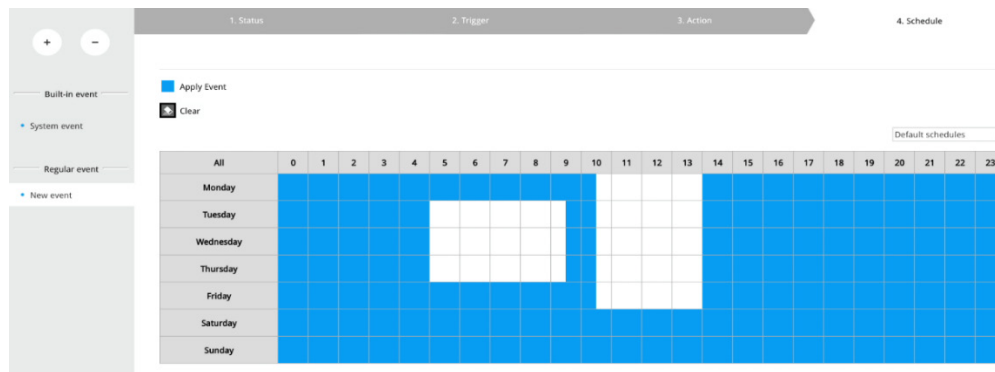 1. Status 2. Trigger 3. Action 4. Schedule
+ −
Built-in event
System event
Regular event
New event
Apply Event
Clear
Default schedules
All 0 1 2 3 4 5 6 7 8 9 10 11 12 13 14 15 16 17 18 19 20 21 22 23
Monday
Tuesday
Wednesday
Thursday
Friday
Saturday
Sunday